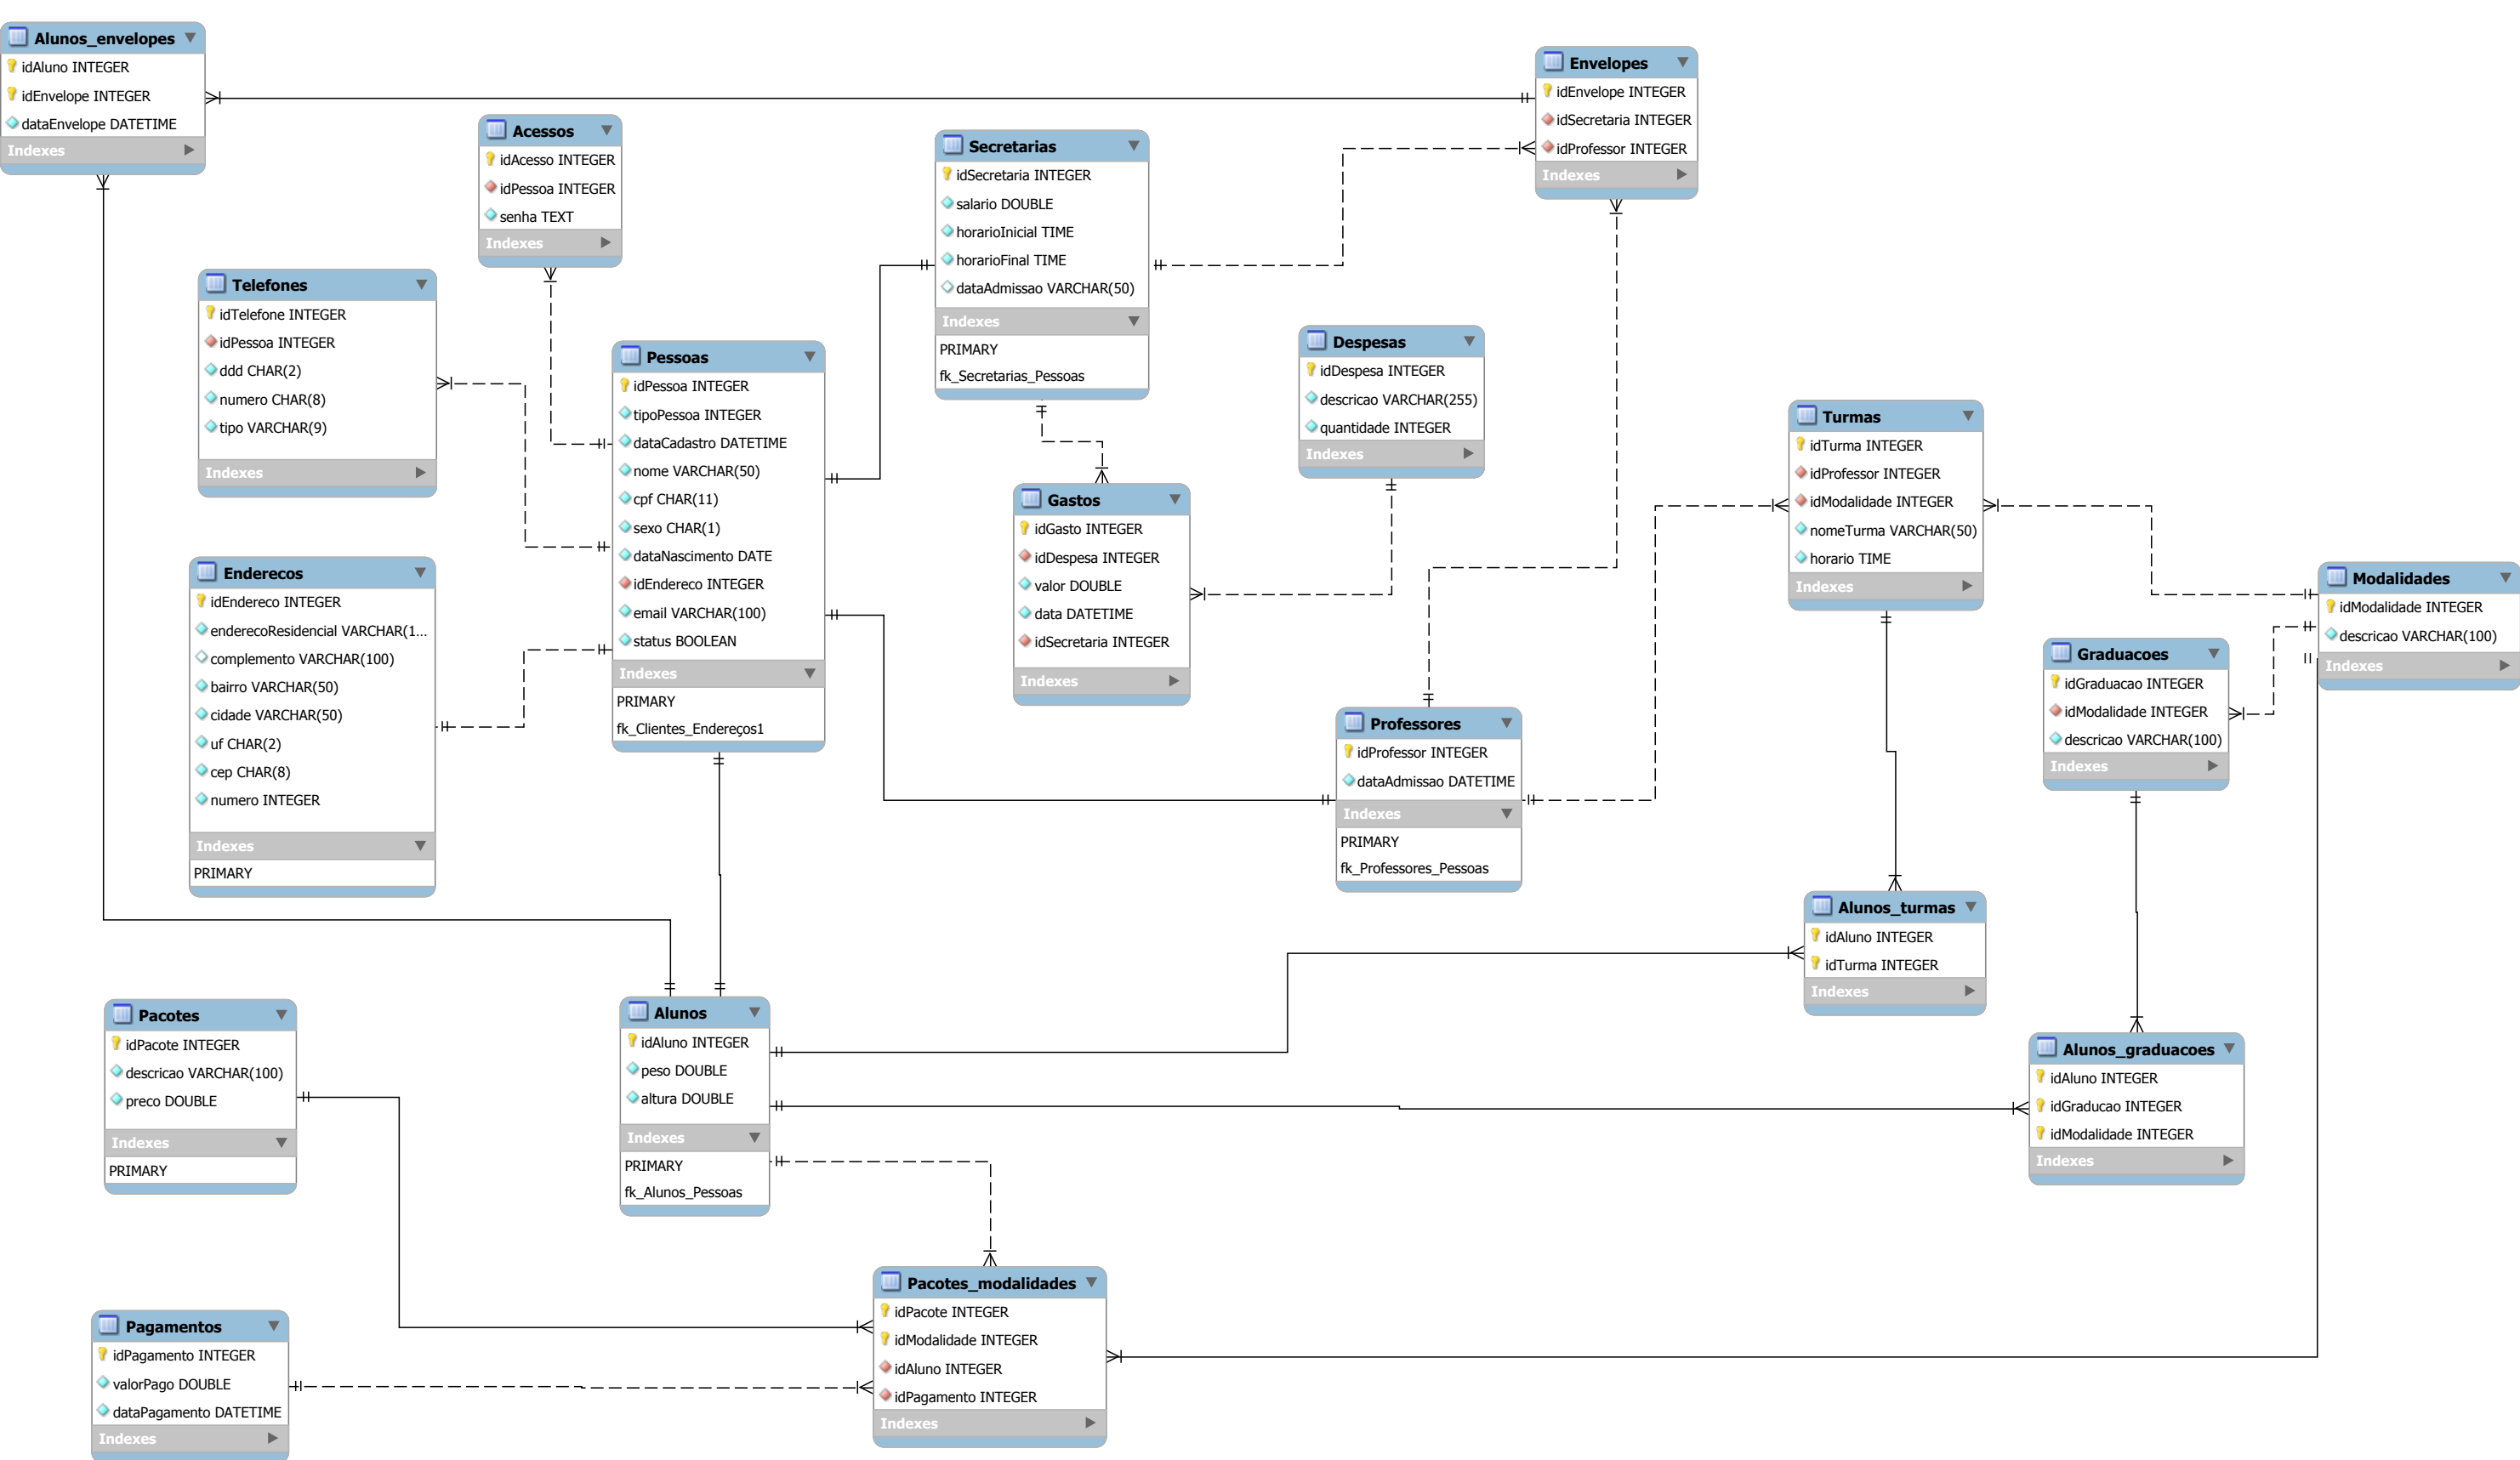 Alunos_envelopes
idAluno INTEGER
idEnvelope INTEGER
dataEnvelope DATETIME
Indexes
Envelopes
idEnvelope INTEGER
idSecretaria INTEGER
idProfessor INTEGER
Indexes
Acessos
idAcesso INTEGER
idPessoa INTEGER
senha TEXT
Indexes
Secretarias
idSecretaria INTEGER
salario DOUBLE
horarioInicial TIME
horarioFinal TIME
dataAdmissao VARCHAR(50)
Indexes
PRIMARY
fk_Secretarias_Pessoas
Telefones
idTelefone INTEGER
idPessoa INTEGER
ddd CHAR(2)
numero CHAR(8)
tipo VARCHAR(9)
Indexes
Pessoas
idPessoa INTEGER
tipoPessoa INTEGER
dataCadastro DATETIME
nome VARCHAR(50)
cpf CHAR(11)
sexo CHAR(1)
dataNascimento DATE
idEndereco INTEGER
email VARCHAR(100)
status BOOLEAN
Indexes
PRIMARY
fk_Clientes_Endereços1
Despesas
idDespesa INTEGER
descricao VARCHAR(255)
quantidade INTEGER
Indexes
Turmas
idTurma INTEGER
idProfessor INTEGER
idModalidade INTEGER
nomeTurma VARCHAR(50)
horario TIME
Indexes
Gastos
idGasto INTEGER
idDespesa INTEGER
valor DOUBLE
data DATETIME
idSecretaria INTEGER
Indexes
Enderecos
idEndereco INTEGER
enderecoResidencial VARCHAR(1...
complemento VARCHAR(100)
bairro VARCHAR(50)
cidade VARCHAR(50)
uf CHAR(2)
cep CHAR(8)
numero INTEGER
Indexes
PRIMARY
Modalidades
idModalidade INTEGER
descricao VARCHAR(100)
Indexes
Graduacoes
idGraduacao INTEGER
idModalidade INTEGER
descricao VARCHAR(100)
Indexes
Professores
idProfessor INTEGER
dataAdmissao DATETIME
Indexes
PRIMARY
fk_Professores_Pessoas
Alunos_turmas
idAluno INTEGER
idTurma INTEGER
Indexes
Pacotes
idPacote INTEGER
descricao VARCHAR(100)
preco DOUBLE
Indexes
PRIMARY
Alunos
idAluno INTEGER
peso DOUBLE
altura DOUBLE
Indexes
PRIMARY
fk_Alunos_Pessoas
Alunos_graduacoes
idAluno INTEGER
idGraducao INTEGER
idModalidade INTEGER
Indexes
Pacotes_modalidades
idPacote INTEGER
idModalidade INTEGER
idAluno INTEGER
idPagamento INTEGER
Indexes
Pagamentos
idPagamento INTEGER
valorPago DOUBLE
dataPagamento DATETIME
Indexes